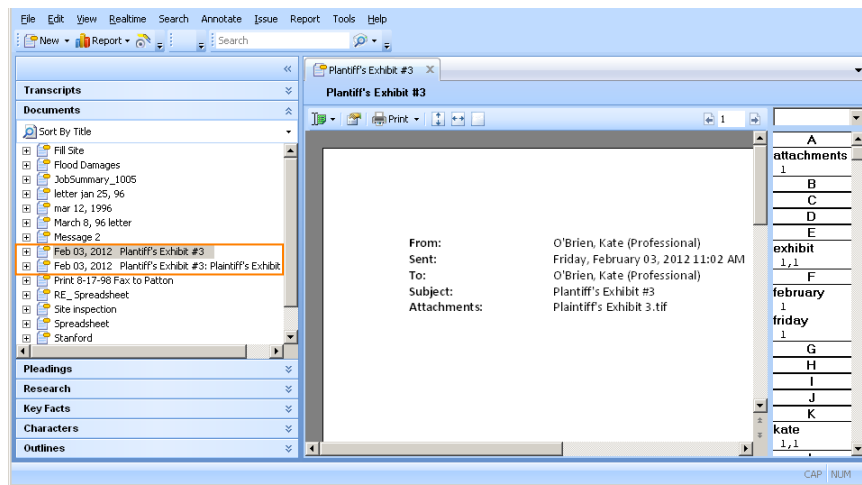 File Edit View Realtime Search Annotate Issue Report Tools Help
New Report Search
Plantiff's Exhibit #3
Transcripts
Plantiff's Exhibit #3
Documents
Print 1
Sort By Title
Fill Site
Flood Damages
JobSummary_1005
letter jan 25, 96
mar 12, 1996
March 8, 96 letter
Message 2
Feb 03, 2012 Plantiff's Exhibit #3
Feb 03, 2012 Plantiff's Exhibit #3: Plaintiff's Exhibit
Print 8-17-98 Fax to Patton
RE_ Spreadsheet
Site inspection
Spreadsheet
Stanford
Pleadings
Research
Key Facts
Characters
Outlines
From: O'Brien, Kate (Professional)
Sent: Friday, February 03, 2012 11:02 AM
To: O'Brien, Kate (Professional)
Subject: Plantiff's Exhibit #3
Attachments: Plaintiff's Exhibit 3.tif
A
attachments
1
B
C
D
E
exhibit
1,1
F
february
1
friday
1
G
H
I
J
K
kate
1,1
CAP NUM